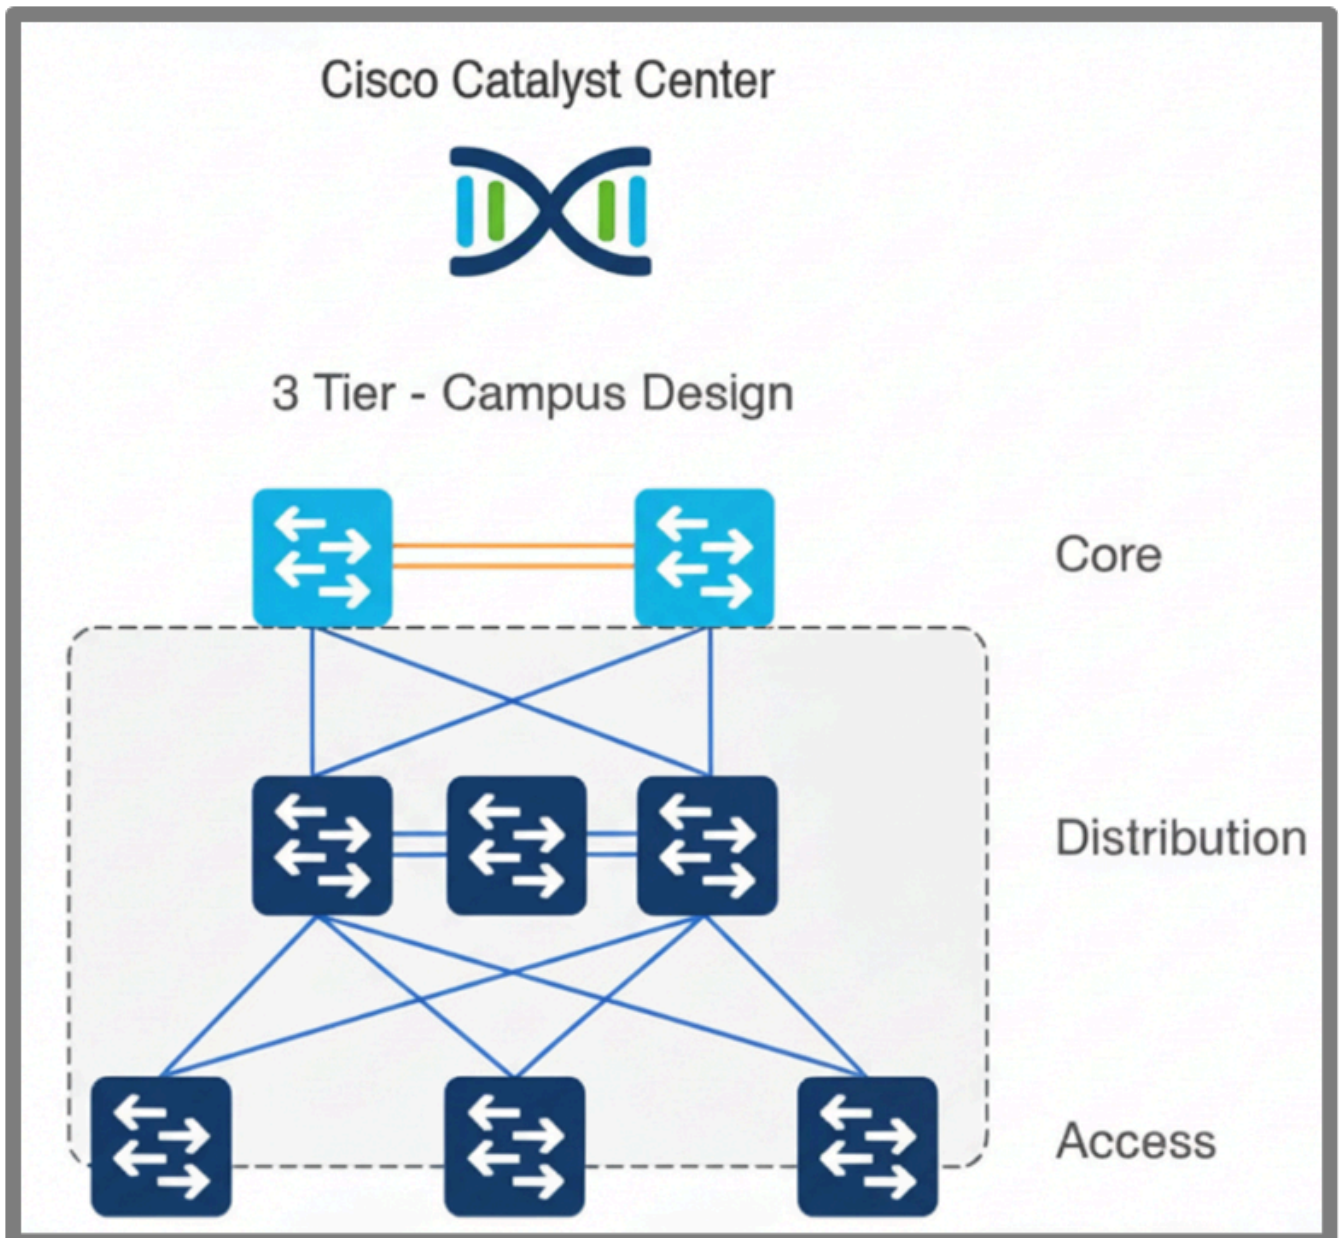 Cisco Catalyst Center
3 Tier - Campus Design
Core
Distribution
Access